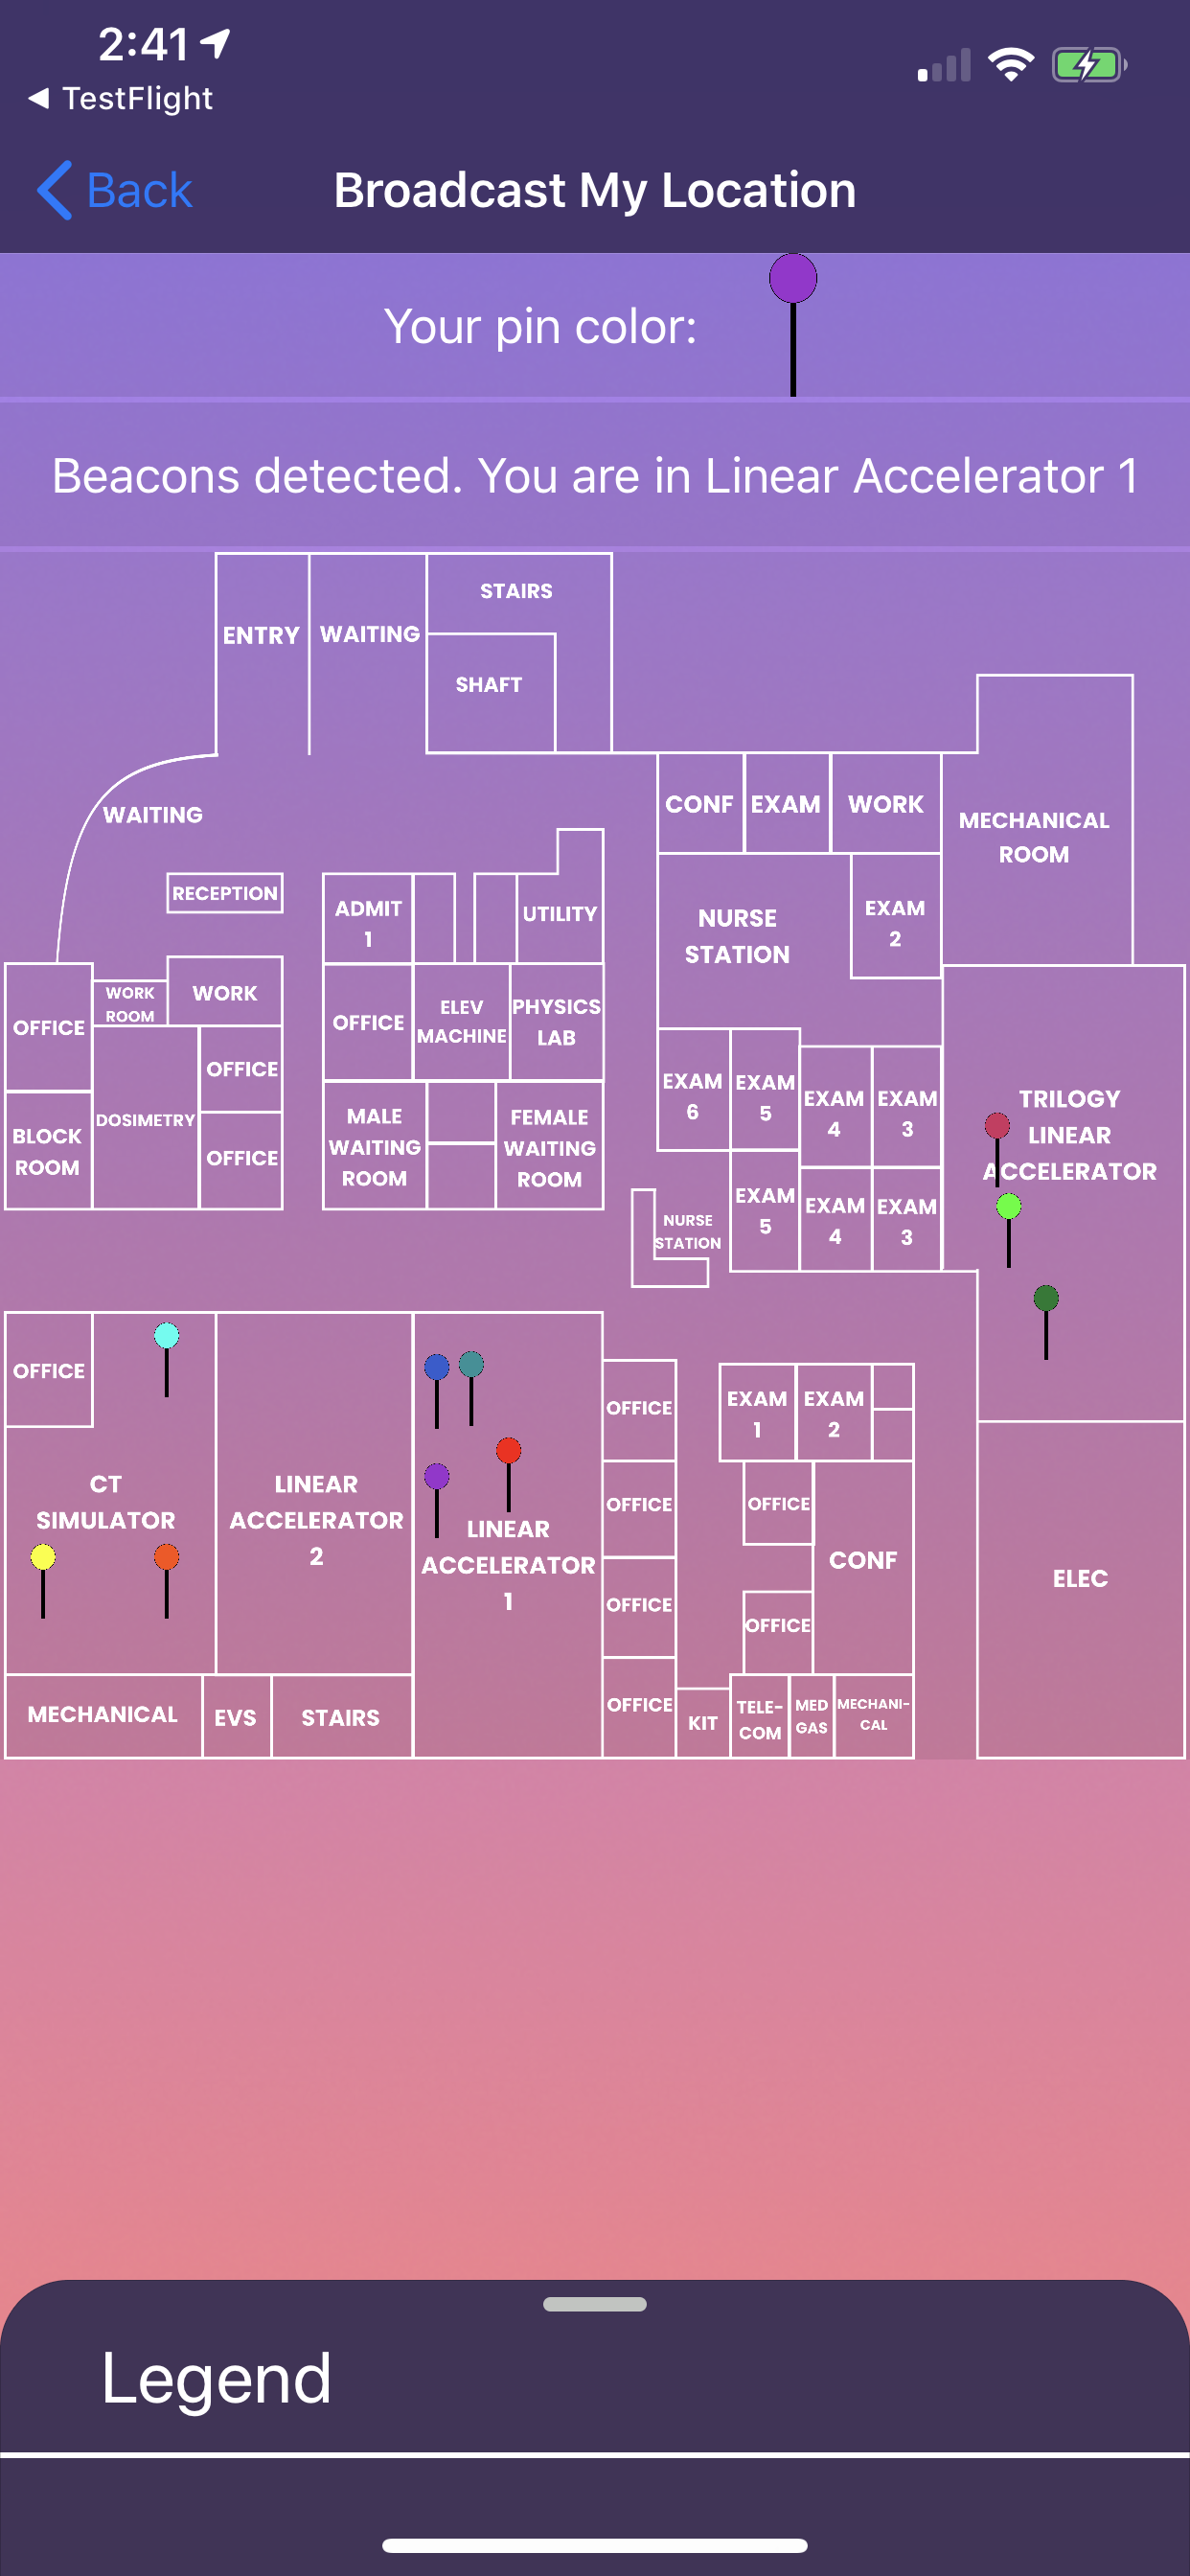 2:41
TestFlight
Back
Broadcast My Location
Your pin color:
Beacons detected. You are in Linear Accelerator 1
STAIRS
ENTRY
WAITING
SHAFT
WAITING
CONF
EXAM
WORK
MECHANICAL
ROOM
RECEPTION
ADMIT
1
UTILITY
NURSE
STATION
EXAM
2
OFFICE
WORK
ROOM
WORK
OFFICE
ELEV
MACHINE
PHYSICS
LAB
OFFICE
DOSIMETRY
OFFICE
BLOCK
ROOM
MALE
WAITING
ROOM
FEMALE
WAITING
ROOM
EXAM
6
EXAM
5
EXAM
4
EXAM
3
TRILOGY
LINEAR
ACCELERATOR
EXAM
5
EXAM
4
EXAM
3
NURSE
STATION
OFFICE
CT
SIMULATOR
LINEAR
ACCELERATOR
2
LINEAR
ACCELERATOR
1
OFFICE
OFFICE
OFFICE
OFFICE
EXAM
1
EXAM
2
OFFICE
CONF
OFFICE
ELEC
MECHANICAL
EVS
STAIRS
KIT
TELE-
COM
MED
GAS
MECHANI-
CAL
Legend